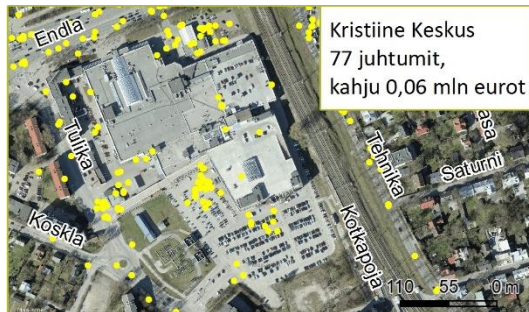 Kristiine Keskus
77 juhtumit,
kahju 0,06 mln eurot
Endla
Tulika
Koskla
Tehnika
Saturni
Kotkapoja
110 55 0 m